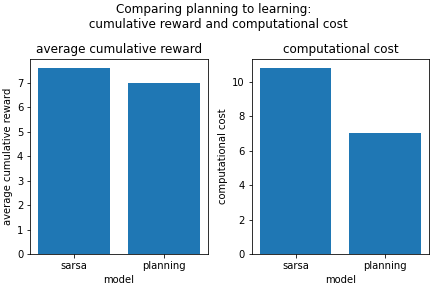 Comparing planning to learning:
cumulative reward and computational cost
average cumulative reward
average cumulative reward
7
6
5
4
3
2
1
0
sarsa planning
model
computational cost
computational cost
10
8
6
4
2
0
sarsa planning
model